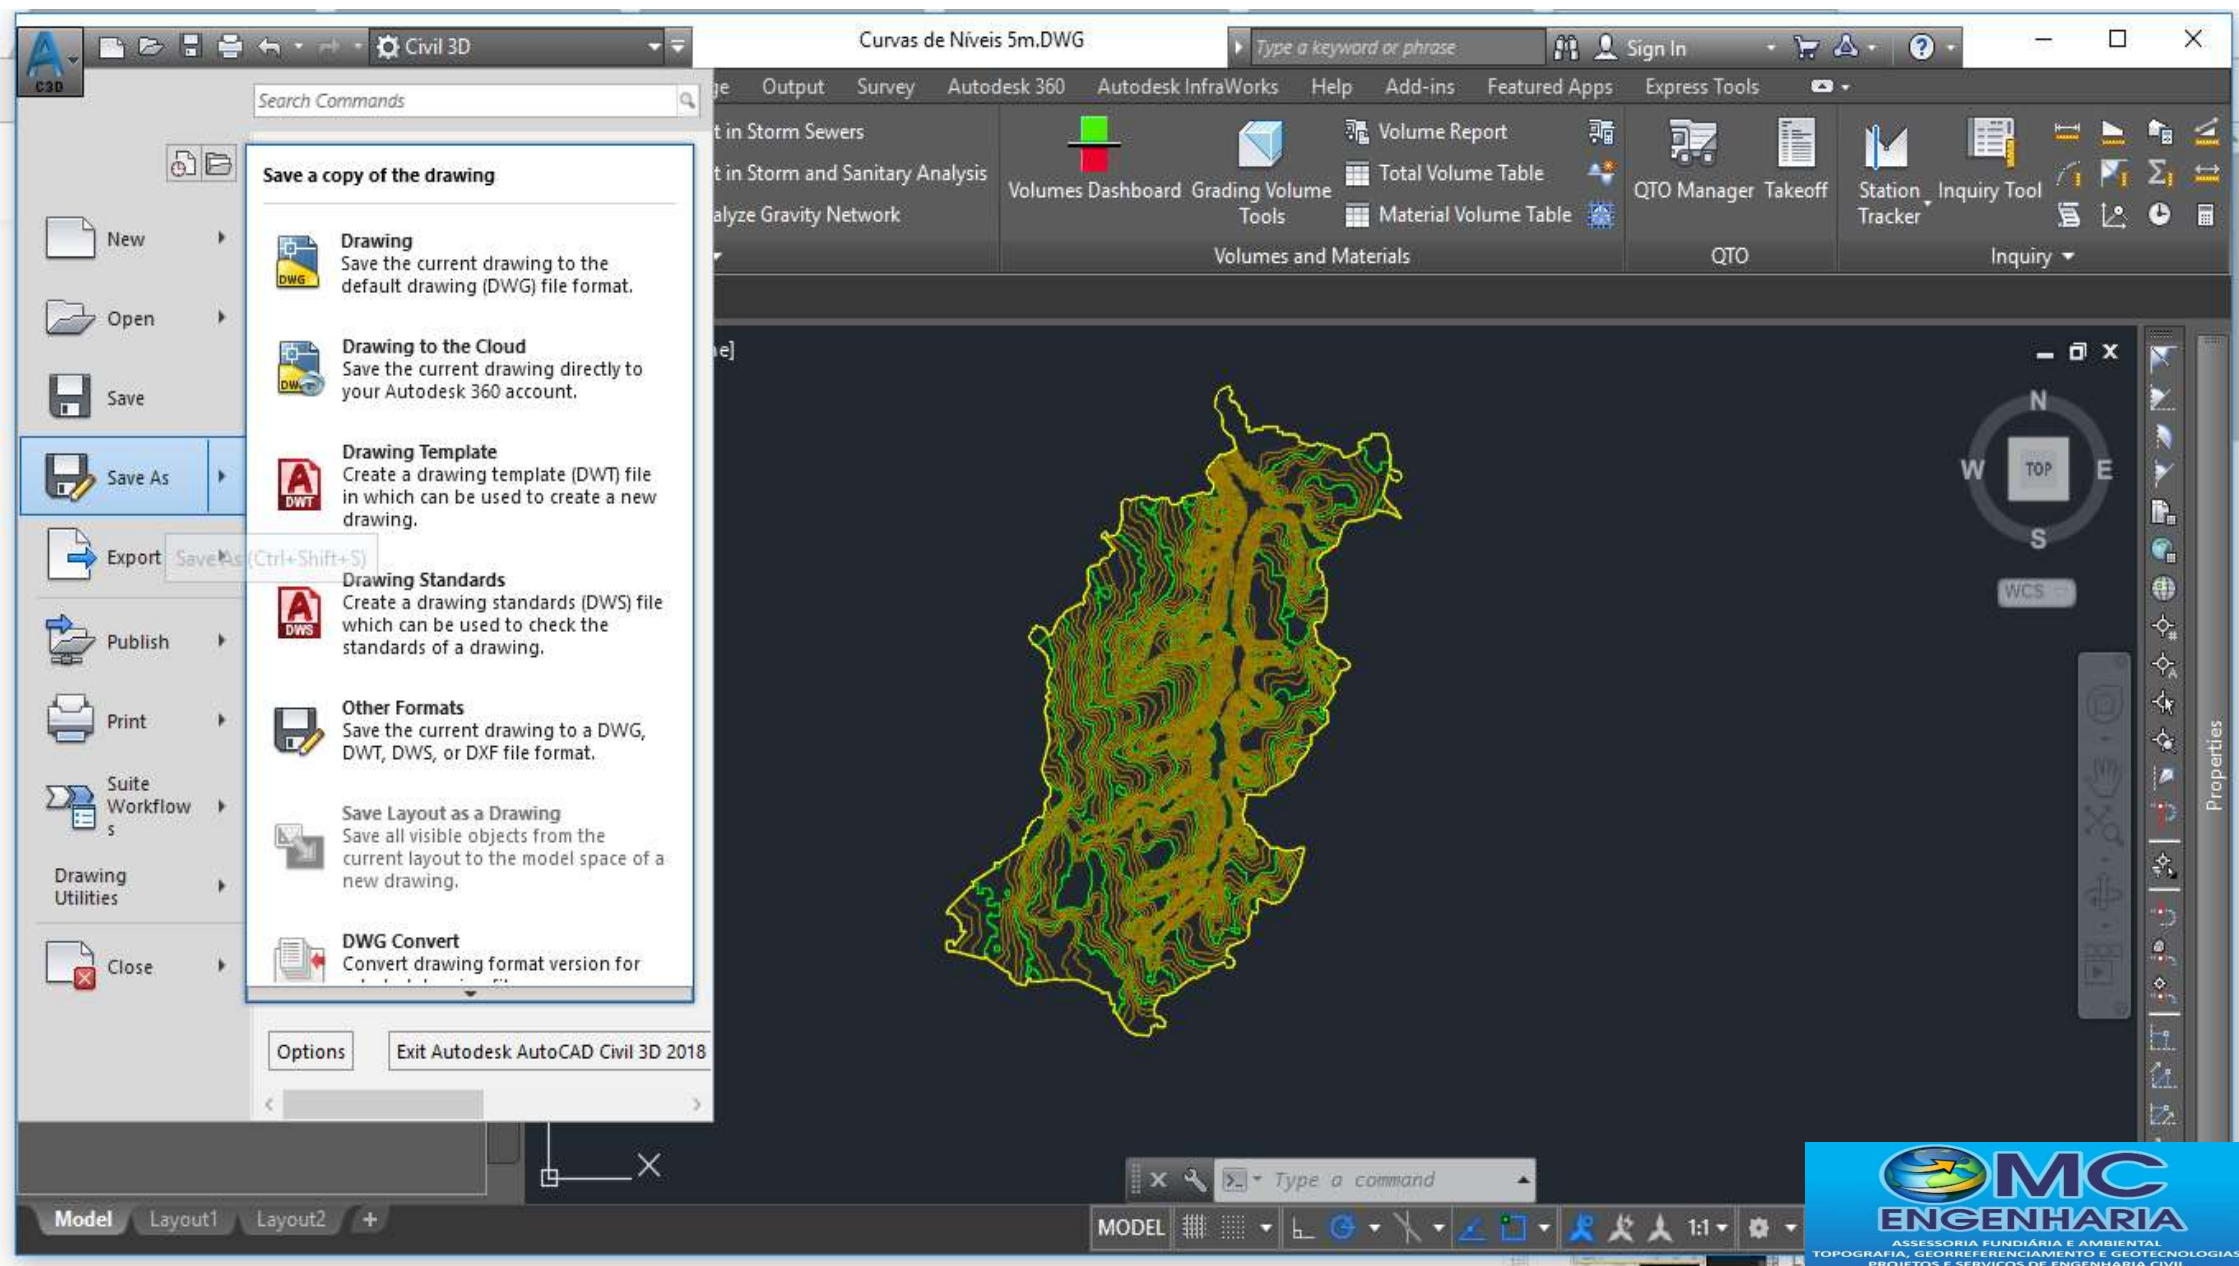 Civil 3D
Curvas de Níveis 5m.DWG
Type a keyword or phrase
Sign In
C3D
Search Commands
ge
Output
Survey
Autodesk 360
Autodesk InfraWorks
Help
Add-ins
Featured Apps
Express Tools
t in Storm Sewers
t in Storm and Sanitary Analysis
alyze Gravity Network
Volumes Dashboard
Grading Volume
Tools
Volume Report
Total Volume Table
Material Volume Table
Volumes and Materials
QTO Manager
Takeoff
QTO
Station
Tracker
Inquiry Tool
Inquiry
New
Open
Save
Save As
Export
Save As (Ctrl+Shift+S)
Publish
Print
Suite
Workflow
s
Drawing
Utilities
Close
Save a copy of the drawing
DWG
Drawing
Save the current drawing to the
default drawing (DWG) file format.
Drawing to the Cloud
Save the current drawing directly to
your Autodesk 360 account.
DWT
Drawing Template
Create a drawing template (DWT) file
in which can be used to create a new
drawing.
DWS
Drawing Standards
Create a drawing standards (DWS) file
which can be used to check the
standards of a drawing.
Other Formats
Save the current drawing to a DWG,
DWT, DWS, or DXF file format.
Save Layout as a Drawing
Save all visible objects from the
current layout to the model space of a
new drawing.
DWG Convert
Convert drawing format version for
Options
Exit Autodesk AutoCAD Civil 3D 2018
ne]
N
W
TOP
E
S
WCS
Properties
X
Type a command
Model
Layout1
Layout2
+
MODEL
1:1
MC
ENGENHARIA
ASSESSORIA FUNDIÁRIA E AMBIENTAL
TOPOGRAFIA, GEORREFERENCIAMENTO E GEOTECNOLOGIAS
PROJETOS E SERVIÇOS DE ENGENHARIA CIVIL